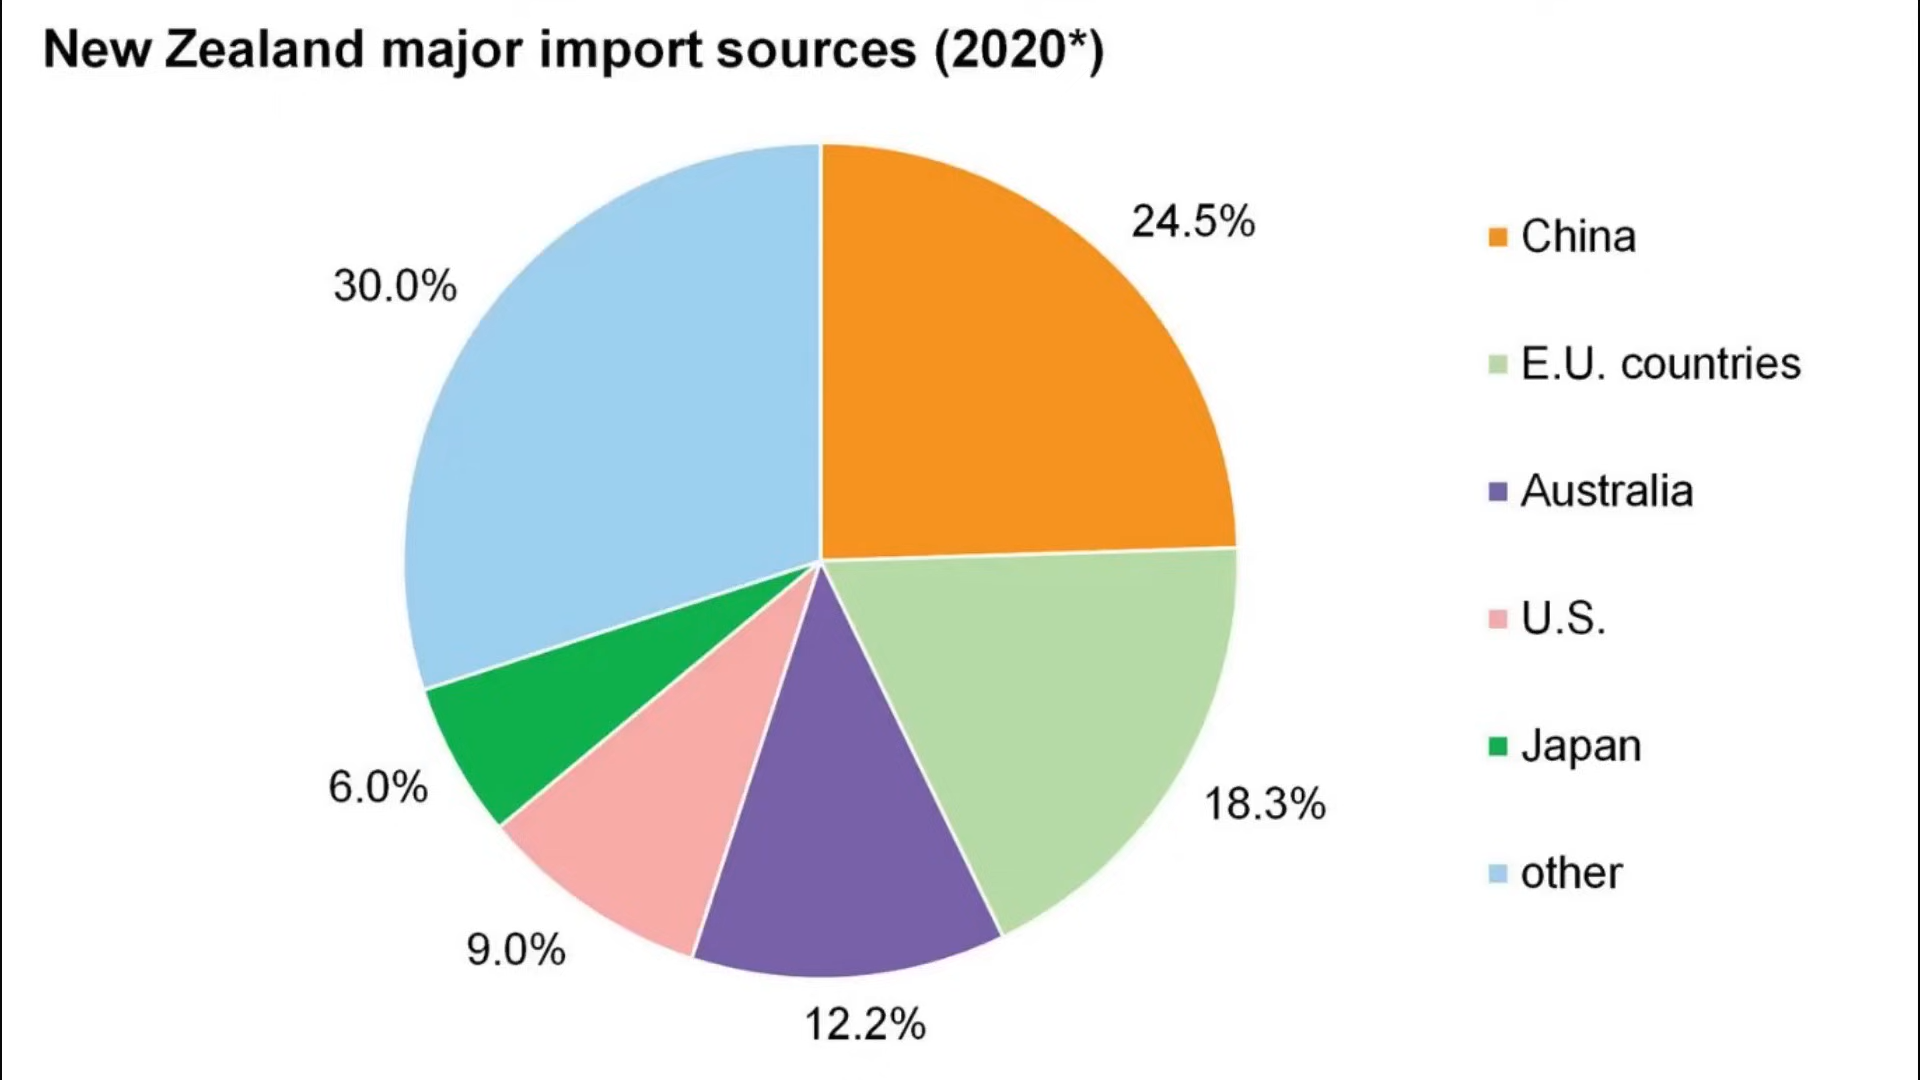 New Zealand major import sources (2020*)
24.5%
18.3%
12.2%
9.0%
6.0%
30.0%
China
E.U. countries
Australia
U.S.
Japan
other